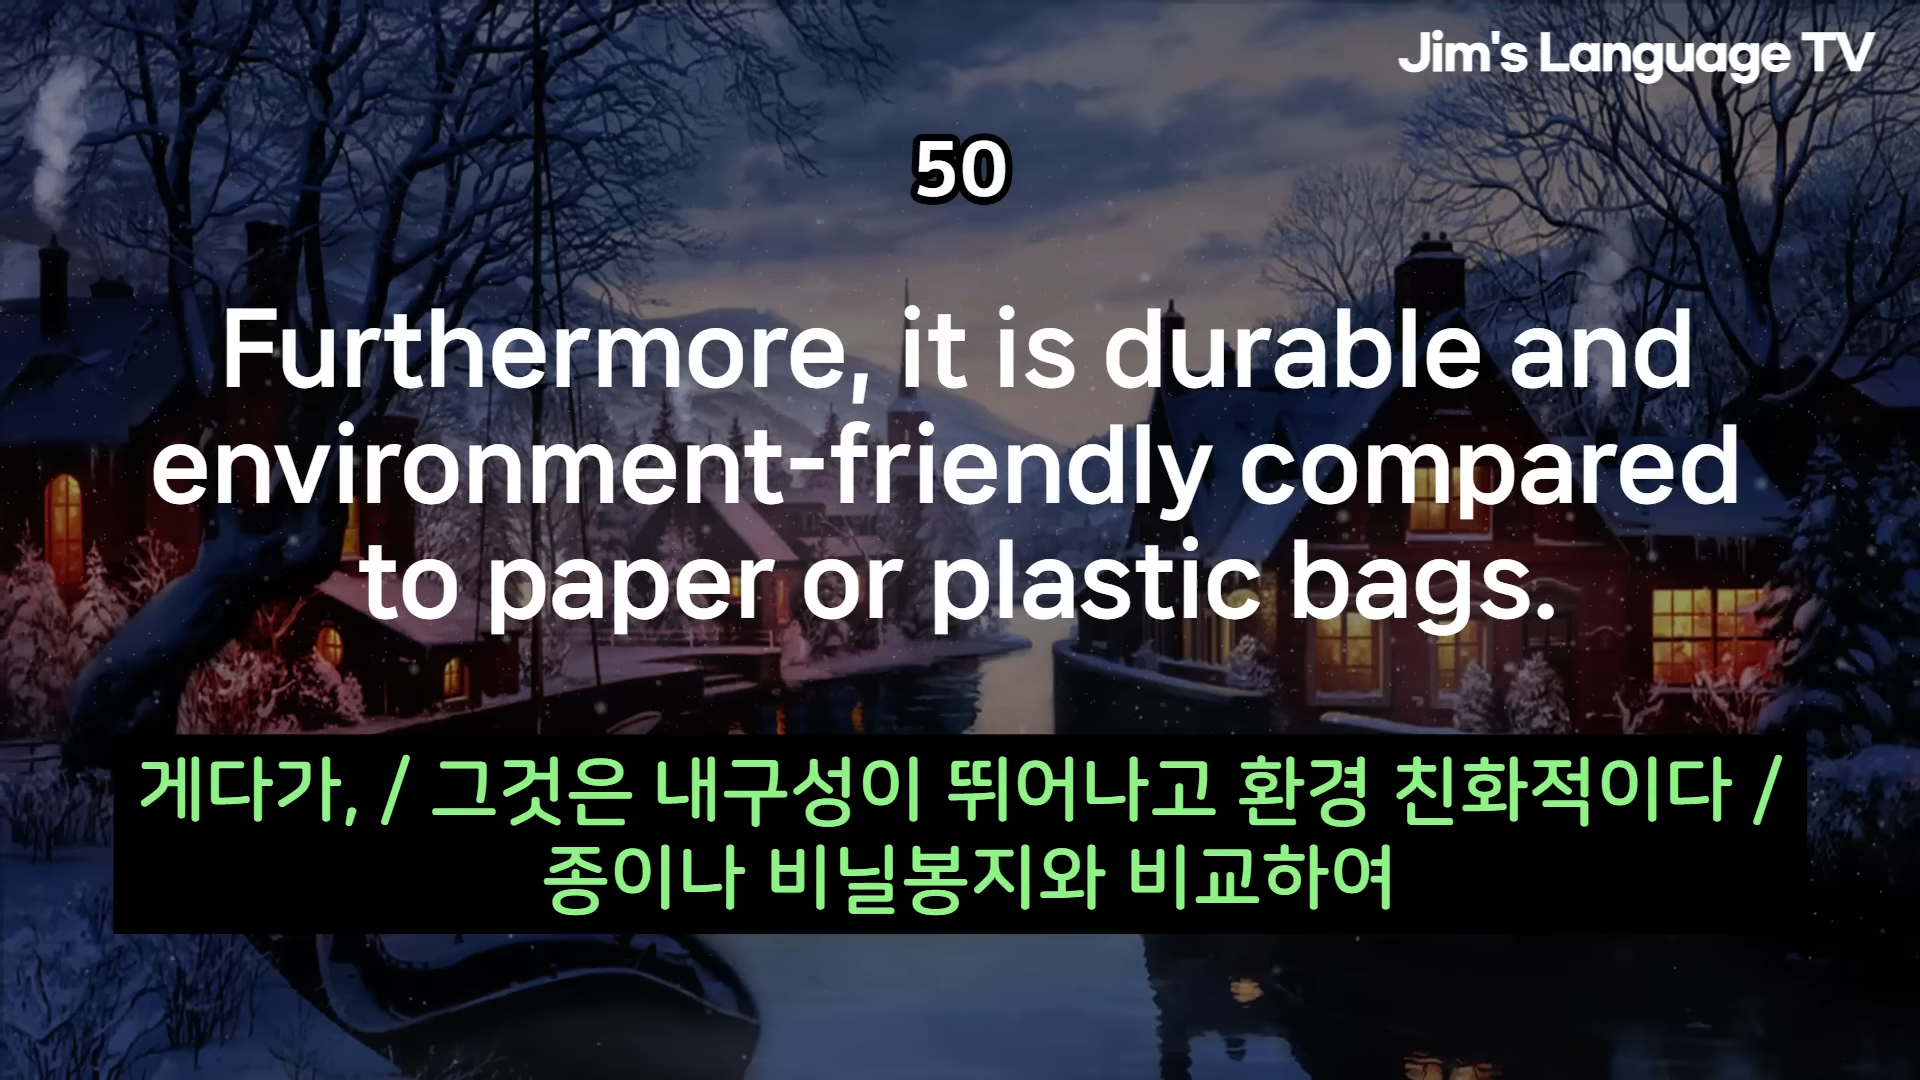 Jim's Language TV
50
Furthermore, it is durable and
environment-friendly compared
to paper or plastic bags.
게다가, / 그것은 내구성이 뛰어나고 환경 친화적이다 /
종이나 비닐봉지와 비교하여